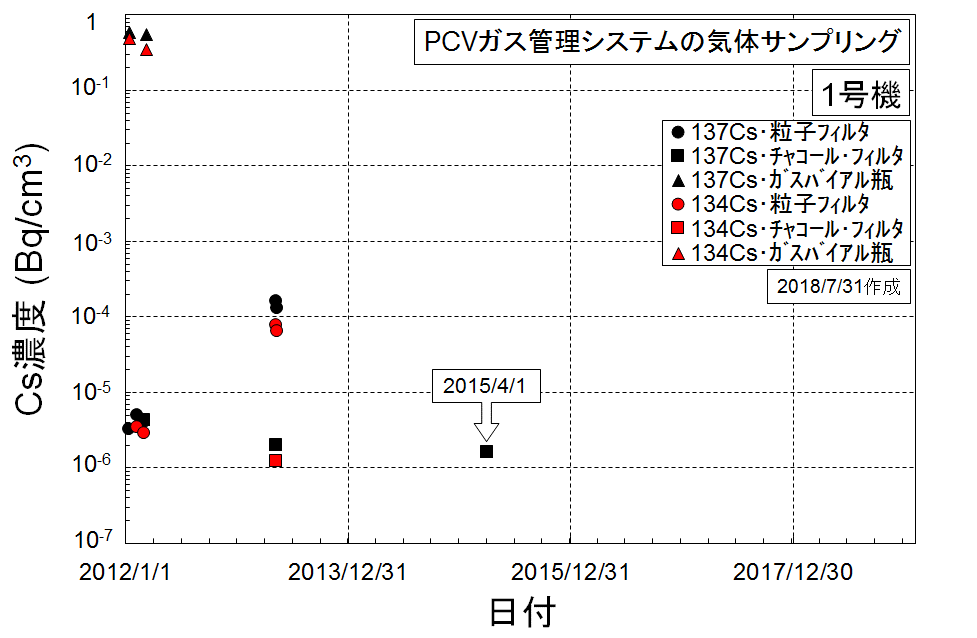 PCVガス管理システムの気体サンプリング
1号機
137Cs・粒子ﾌｨﾙﾀ
137Cs・ﾁｬｺｰﾙ・ﾌｨﾙﾀ
137Cs・ｶﾞｽﾊﾞｲｱﾙ瓶
134Cs・粒子ﾌｨﾙﾀ
134Cs・ﾁｬｺｰﾙ・ﾌｨﾙﾀ
134Cs・ｶﾞｽﾊﾞｲｱﾙ瓶
2018/7/31作成
2015/4/1
Cs濃度 (Bq/cm³)
1
10⁻¹
10⁻²
10⁻³
10⁻⁴
10⁻⁵
10⁻⁶
10⁻⁷
2012/1/1
2013/12/31
2015/12/31
2017/12/30
日付